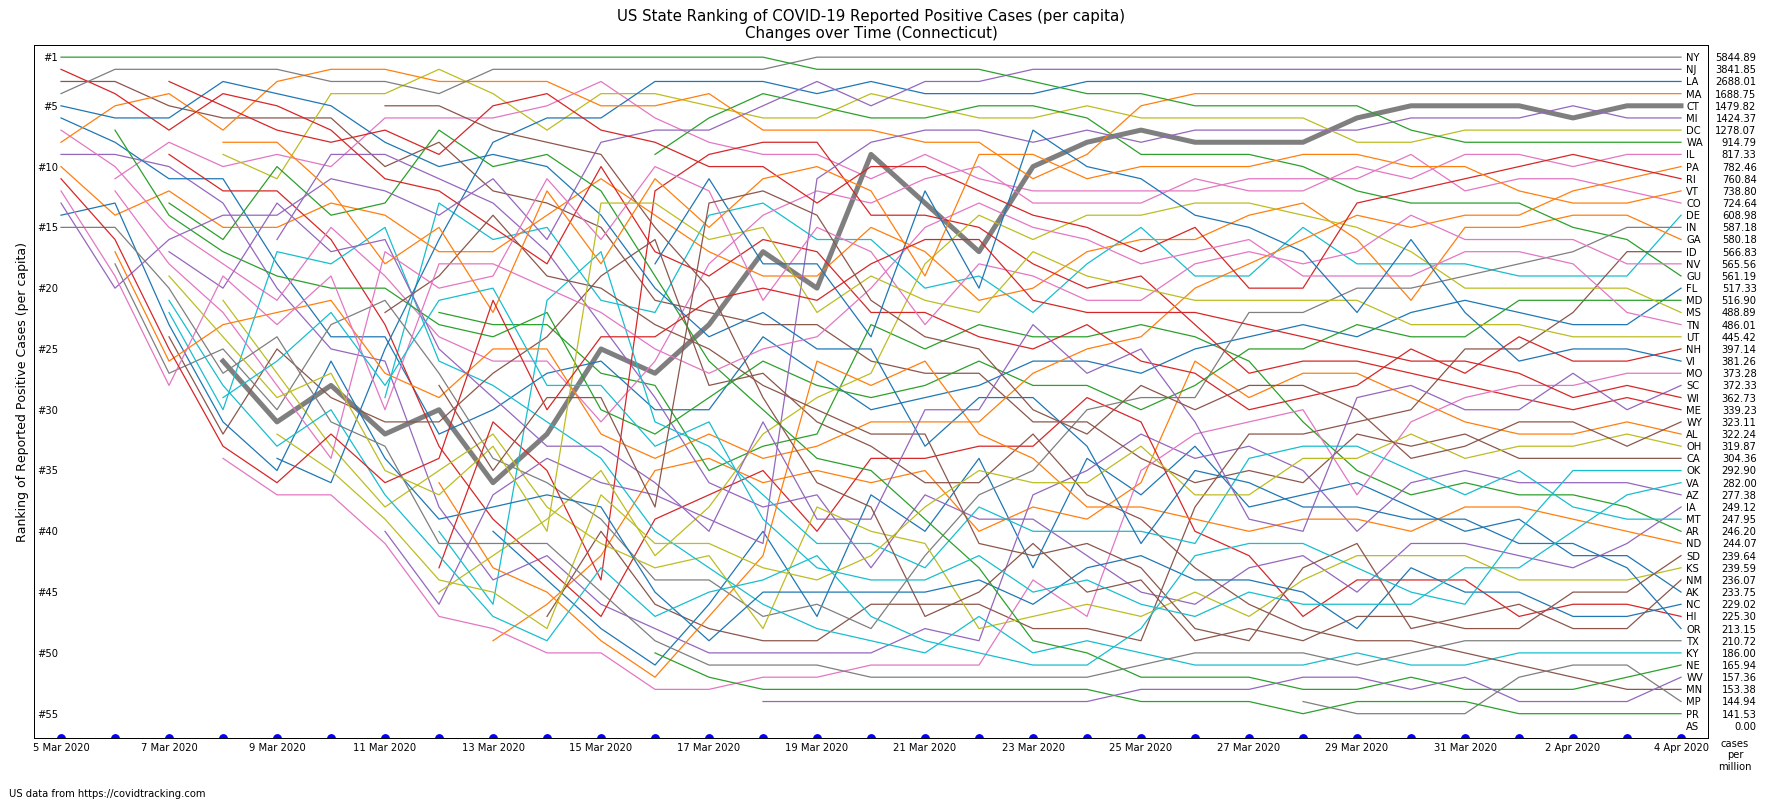 US State Ranking of COVID-19 Reported Positive Cases (per capita)
Changes over Time (Connecticut)
Ranking of Reported Positive Cases (per capita)
#1
#5
#10
#15
#20
#25
#30
#35
#40
#45
#50
#55
NY 5844.89
NJ 3841.85
LA 2688.01
MA 1688.75
CT 1479.82
MI 1424.37
DC 1278.07
WA 914.79
IL 817.33
PA 782.46
RI 760.84
VT 738.80
CO 724.64
DE 608.98
IN 587.18
GA 580.18
ID 566.83
NV 565.56
GU 561.19
FL 517.33
MD 516.90
MS 488.89
TN 486.01
UT 445.42
NH 397.14
VI 381.26
MO 373.28
SC 372.33
WI 362.73
ME 339.23
WY 323.11
AL 322.24
OH 319.87
CA 304.36
OK 292.90
VA 282.00
AZ 277.38
IA 249.12
MT 247.95
AR 246.20
ND 244.07
SD 239.64
KS 239.59
NM 236.07
AK 233.75
NC 229.02
HI 225.30
OR 213.15
TX 210.72
KY 186.00
NE 165.94
WV 157.36
MN 153.38
MP 144.94
PR 141.53
AS 0.00
5 Mar 2020 7 Mar 2020 9 Mar 2020 11 Mar 2020 13 Mar 2020 15 Mar 2020 17 Mar 2020 19 Mar 2020 21 Mar 2020 23 Mar 2020 25 Mar 2020 27 Mar 2020 29 Mar 2020 31 Mar 2020 2 Apr 2020 4 Apr 2020
cases
per
million
US data from https://covidtracking.com